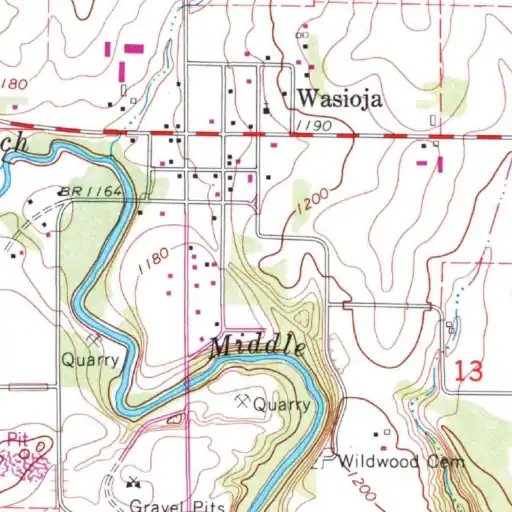 1180
Wasioja
1190
ch
BR 1164
1200
1180
Middle
Quarry
13
Quarry
Pit
Wildwood Cem
1200
Gravel Pits